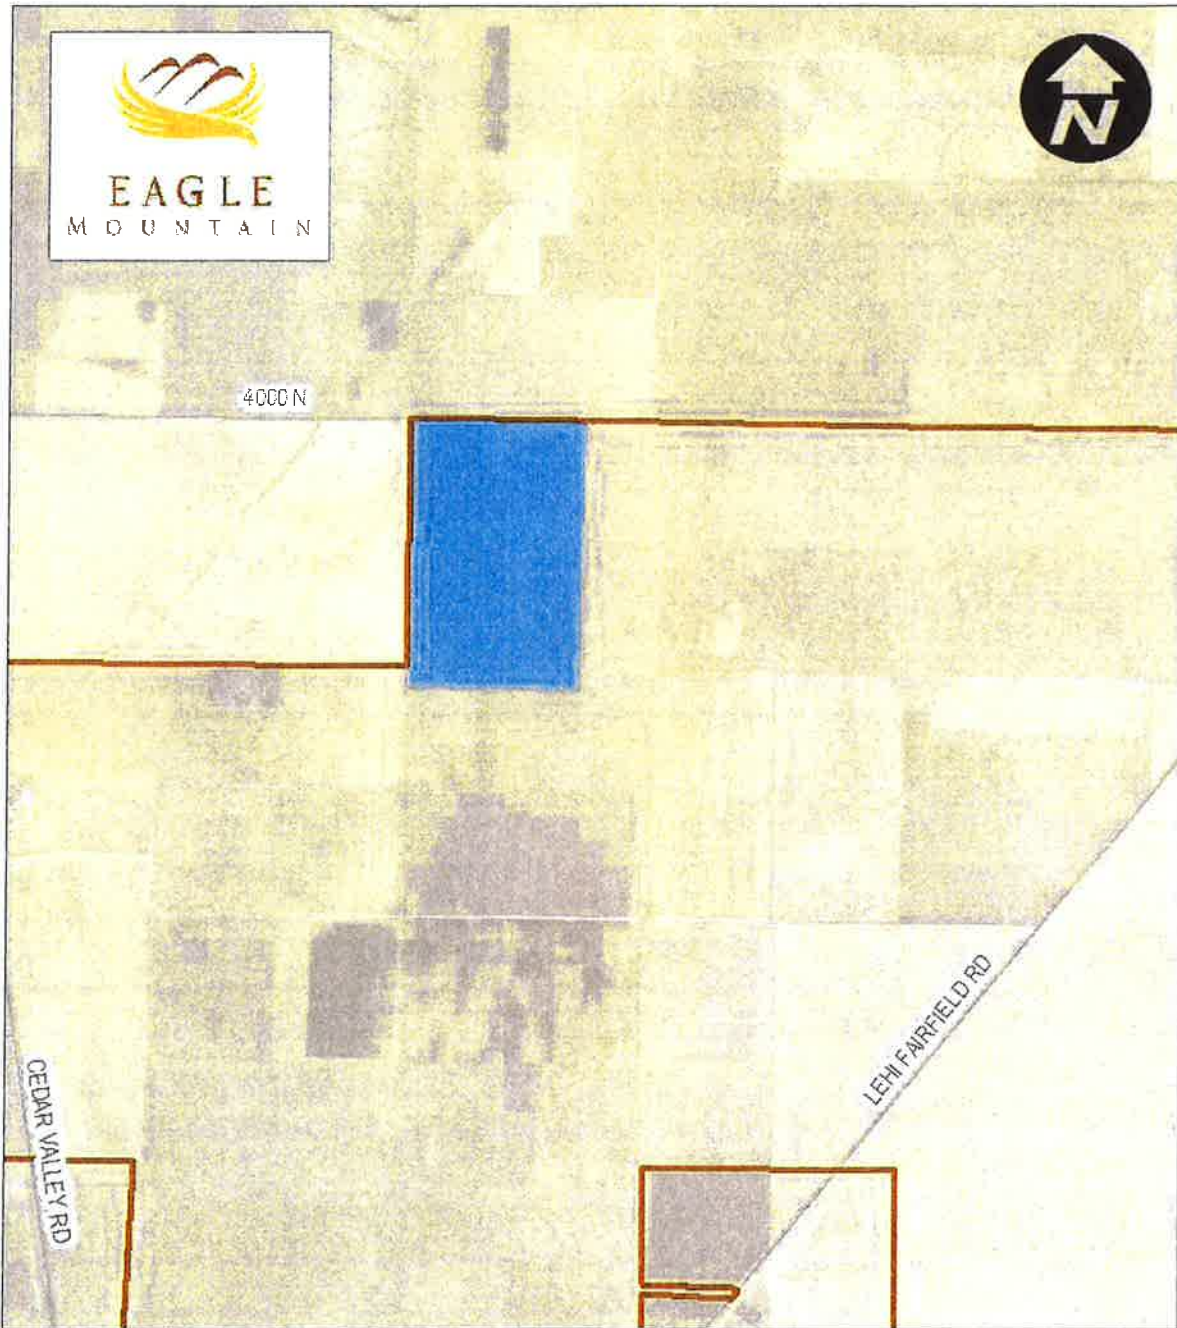 EAGLE
MOUNTAIN
N
4000 N
LEHI FAIRFIELD RD
CEDAR VALLEY RD